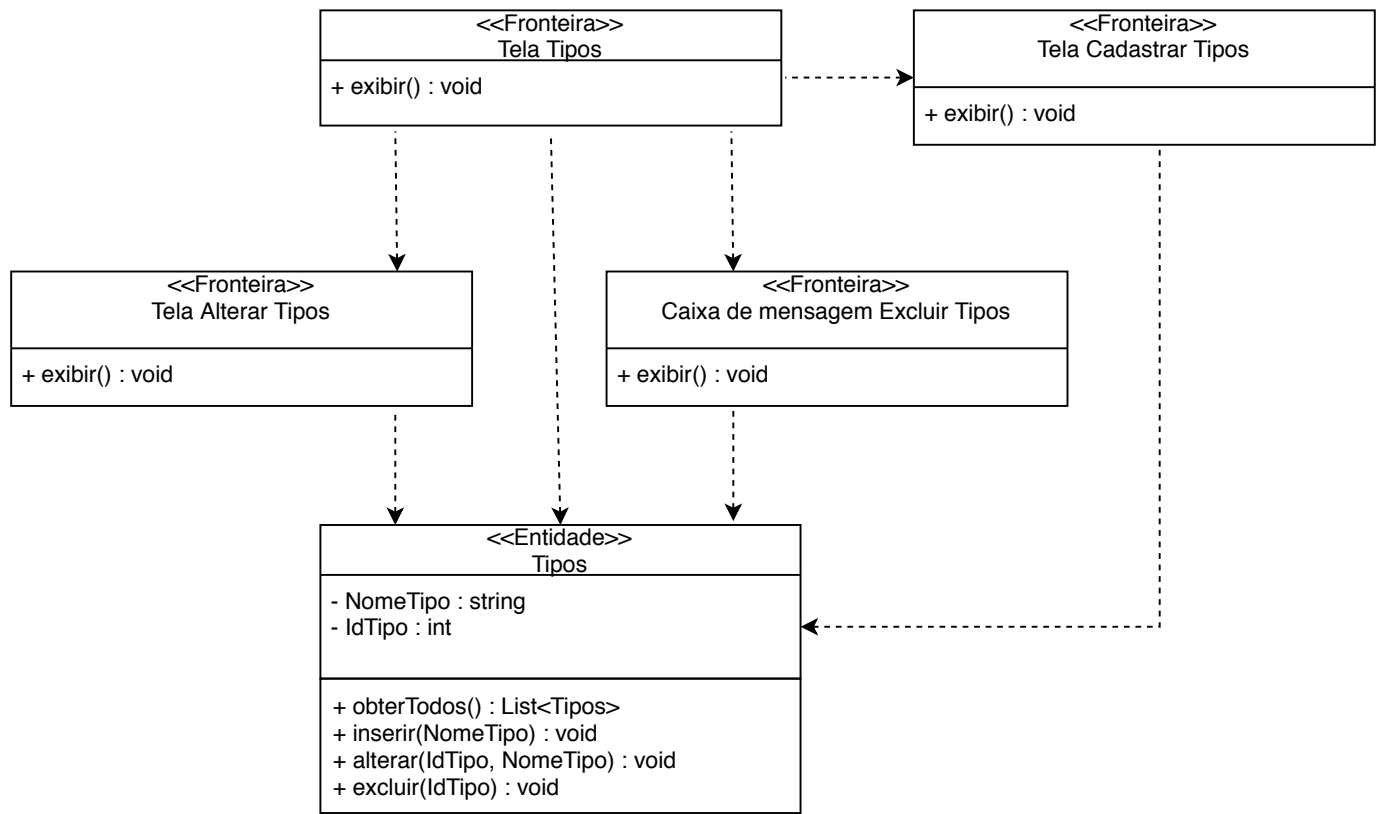 <<Fronteira>>
Tela Tipos
+ exibir() : void
<<Fronteira>>
Tela Cadastrar Tipos
+ exibir() : void
<<Fronteira>>
Tela Alterar Tipos
+ exibir() : void
<<Fronteira>>
Caixa de mensagem Excluir Tipos
+ exibir() : void
<<Entidade>>
Tipos
- NomeTipo : string
- IdTipo : int
+ obterTodos() : List<Tipos>
+ inserir(NomeTipo) : void
+ alterar(IdTipo, NomeTipo) : void
+ excluir(IdTipo) : void